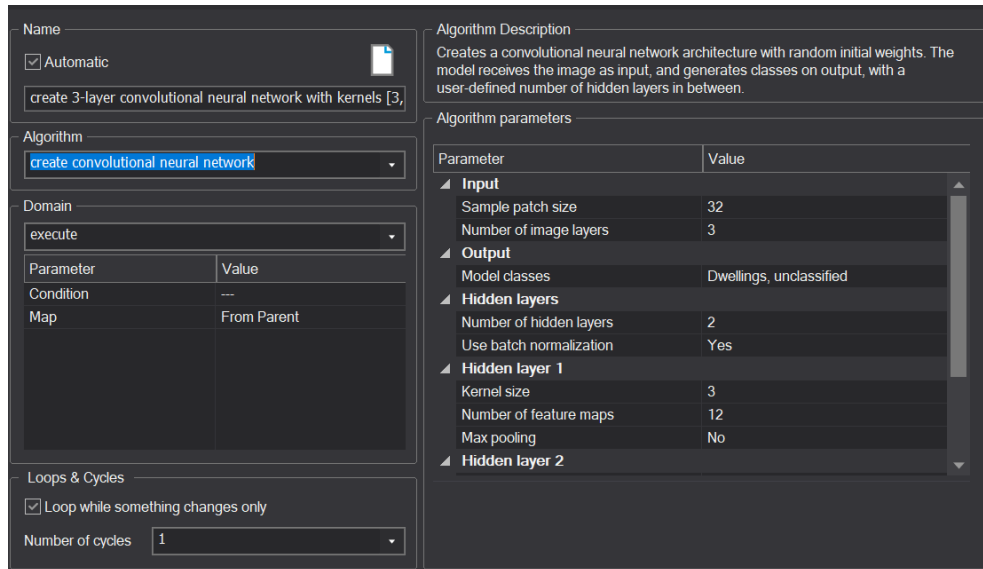 Name
Automatic
create 3-layer convolutional neural network with kernels [3,
Algorithm
create convolutional neural network
Domain
execute
Parameter Value
Condition ---
Map From Parent
Loops & Cycles
Loop while something changes only
Number of cycles 1
Algorithm Description
Creates a convolutional neural network architecture with random initial weights. The
model receives the image as input, and generates classes on output, with a
user-defined number of hidden layers in between.
Algorithm parameters
Parameter Value
Input
Sample patch size 32
Number of image layers 3
Output
Model classes Dwellings, unclassified
Hidden layers
Number of hidden layers 2
Use batch normalization Yes
Hidden layer 1
Kernel size 3
Number of feature maps 12
Max pooling No
Hidden layer 2